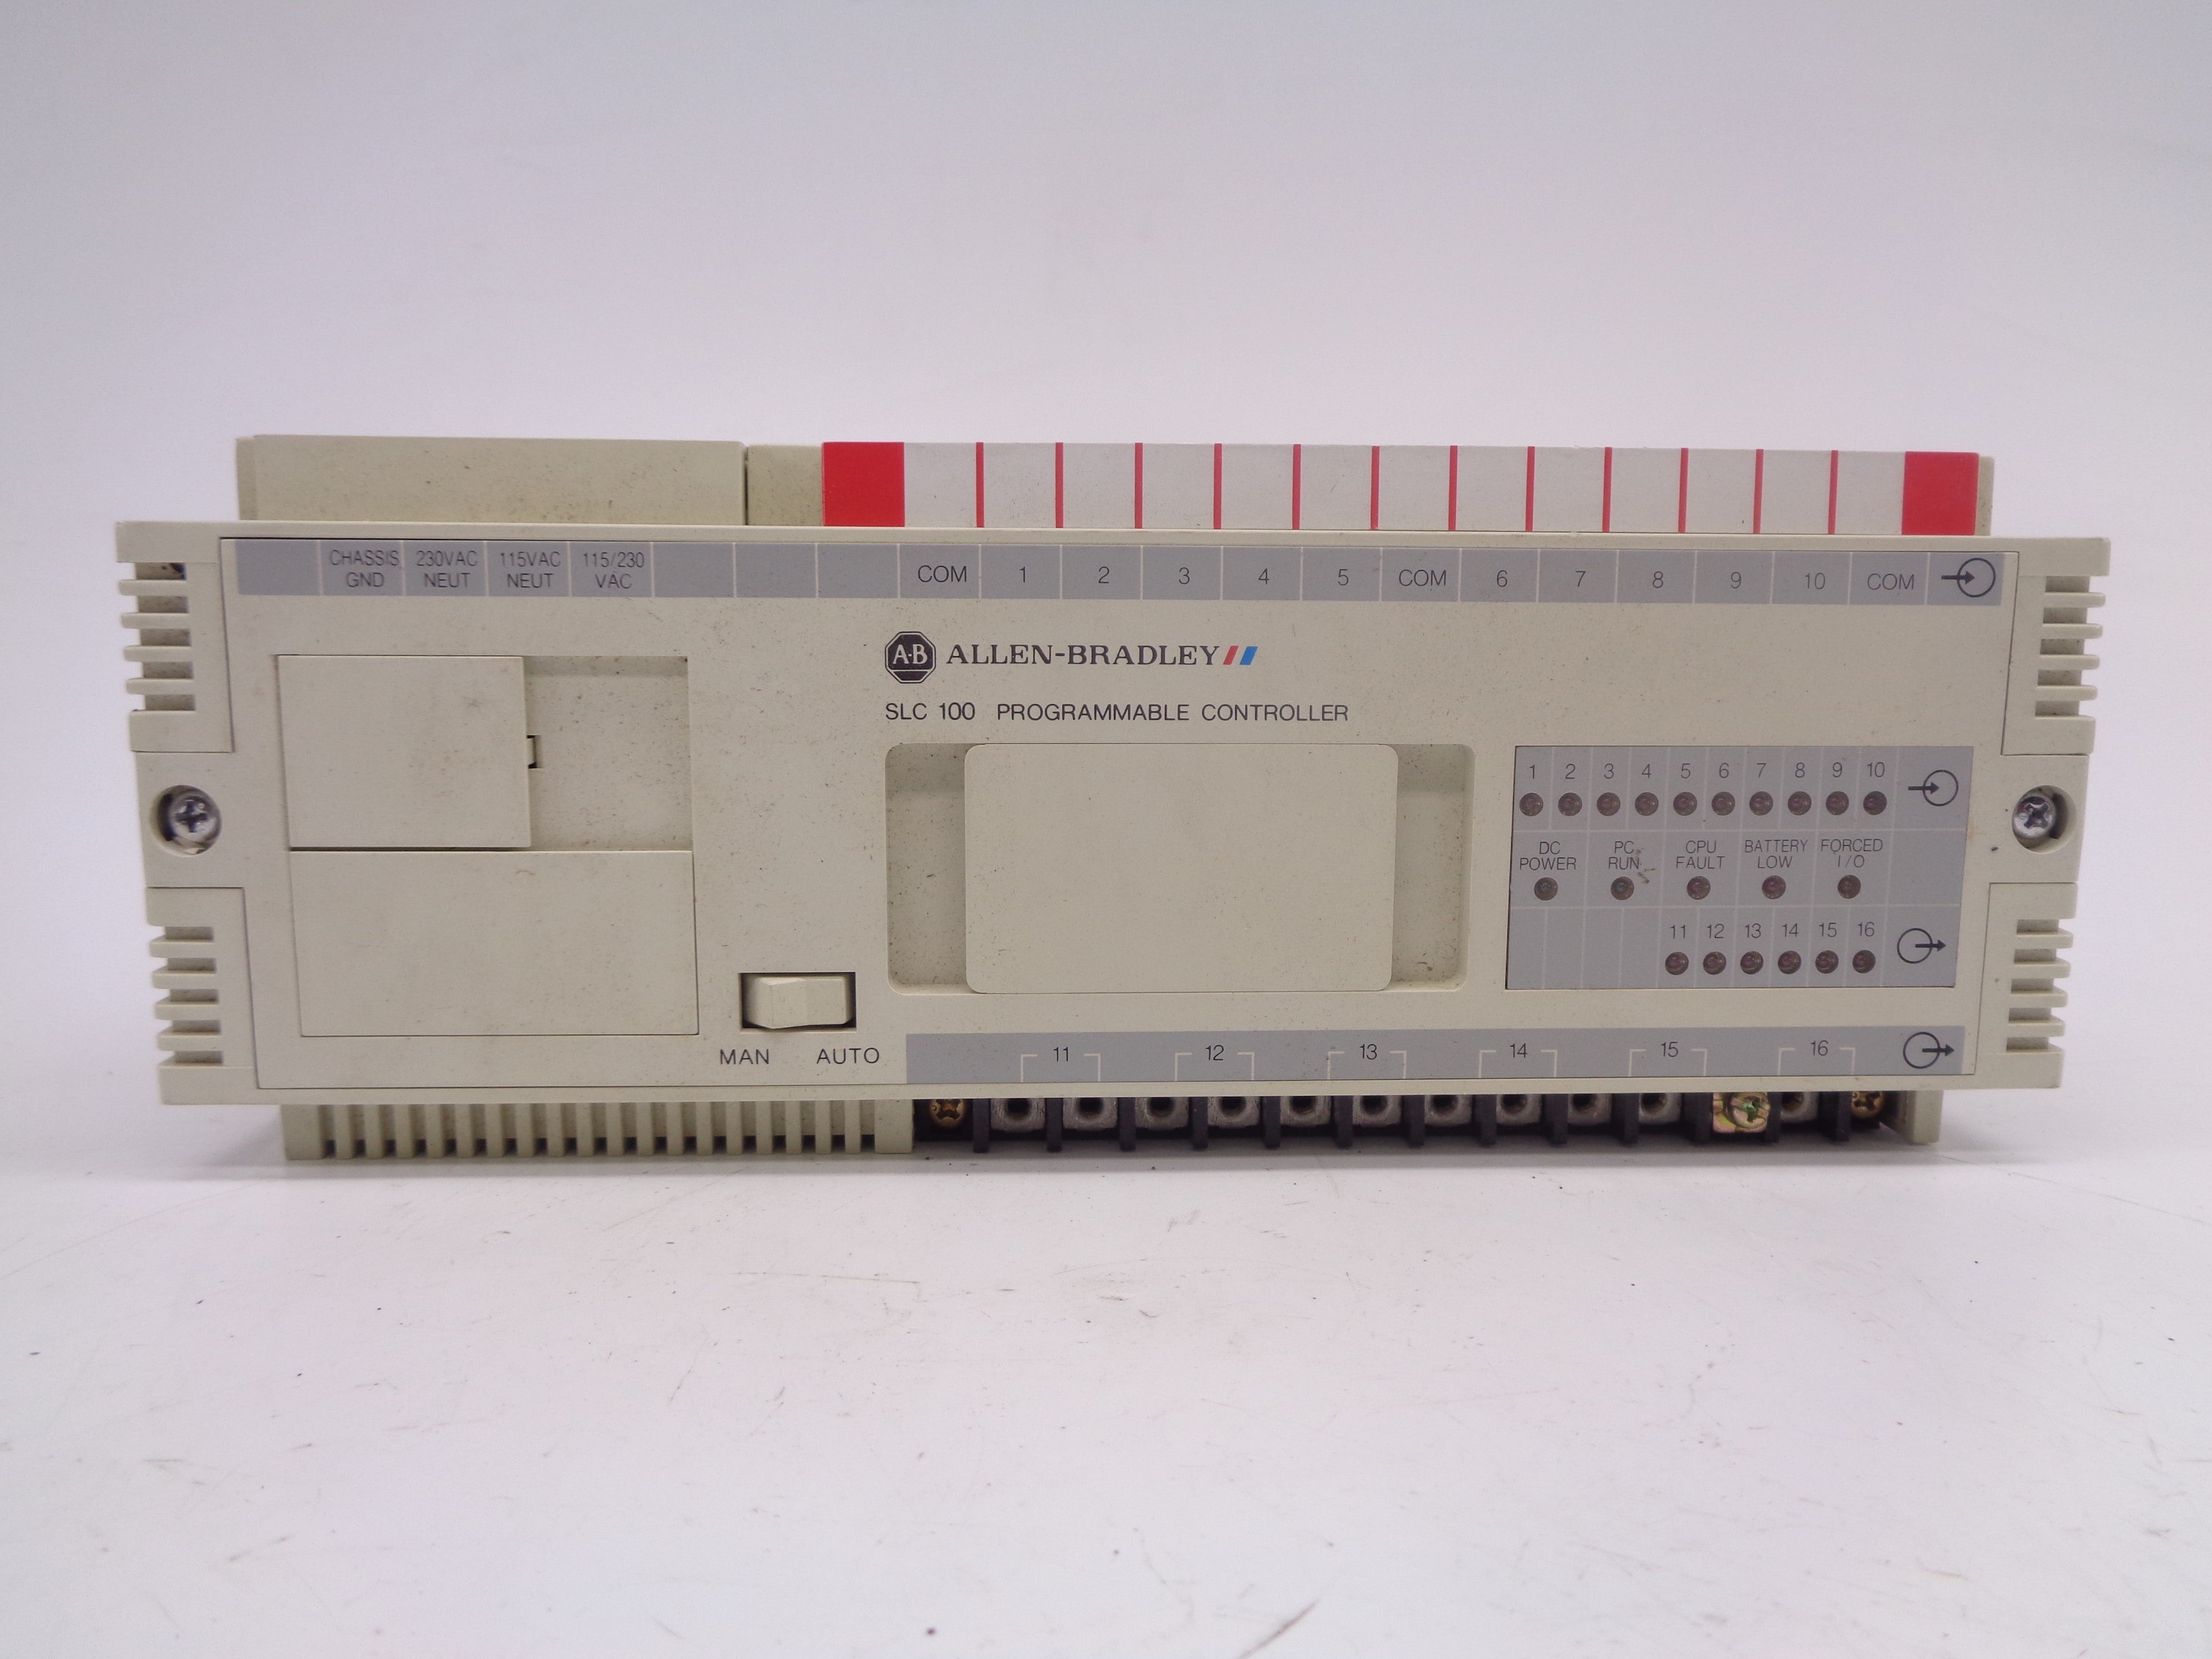 CHASSIS GND 230VAC NEUT 115VAC NEUT 115/230 VAC COM 1 2 3 4 5 COM 6 7 8 9 10 COM
A·B ALLEN-BRADLEY
SLC 100 PROGRAMMABLE CONTROLLER
1 2 3 4 5 6 7 8 9 10
DC POWER PC RUN CPU FAULT BATTERY LOW FORCED I/O
11 12 13 14 15 16
MAN AUTO
11 12 13 14 15 16